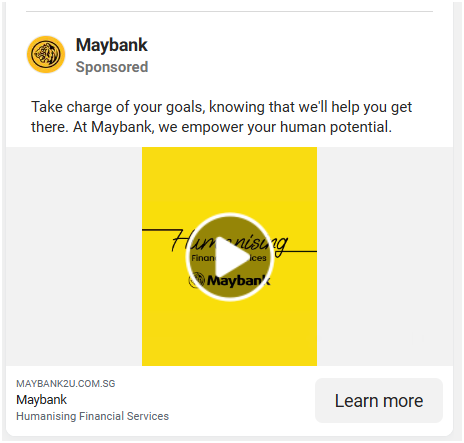 Maybank
Sponsored
Take charge of your goals, knowing that we'll help you get
there. At Maybank, we empower your human potential.
Humanising
Financial Services
Maybank
MAYBANK2U.COM.SG
Maybank
Humanising Financial Services
Learn more